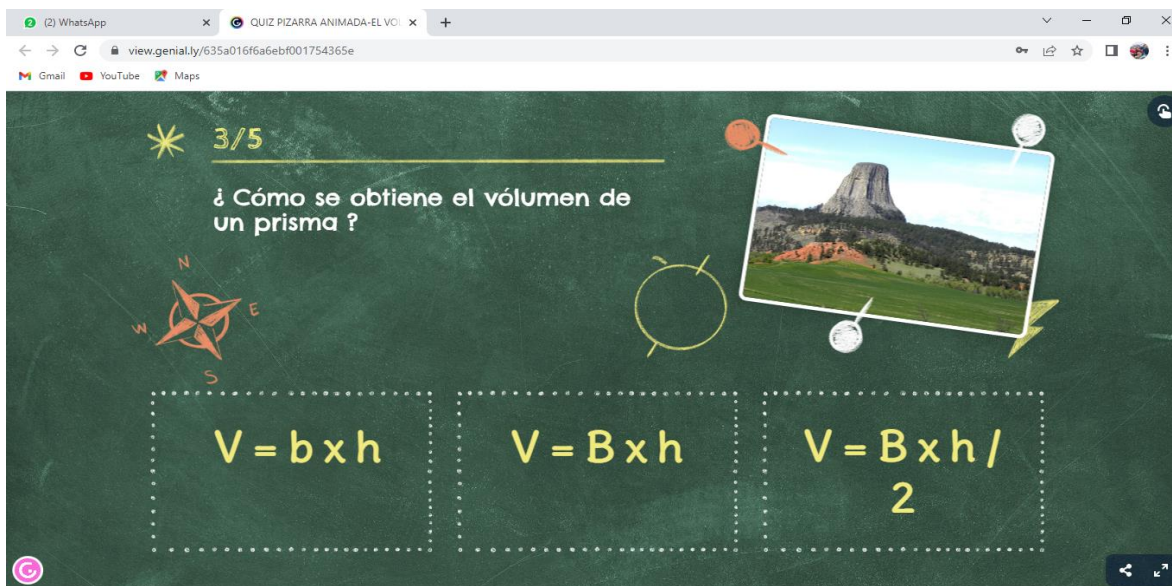 (2) WhatsApp
QUIZ PIZARRA ANIMADA-EL VOL
view.genial.ly/635a016f6a6ebf001754365e
Gmail YouTube Maps
3/5
¿ Cómo se obtiene el vólumen de
un prisma ?
N
E
W
S
V = b x h
V = B x h
V = B x h /
2